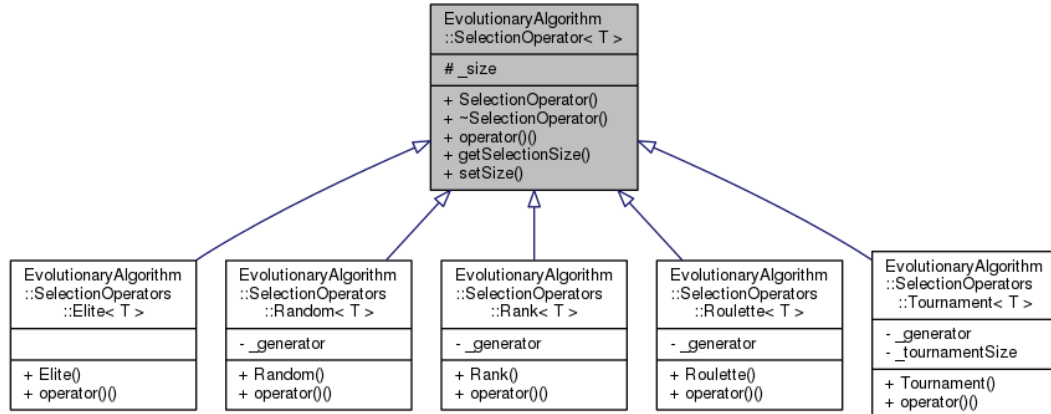 EvolutionaryAlgorithm
::SelectionOperator< T >
# _size
+ SelectionOperator()
+ ~SelectionOperator()
+ operator()()
+ getSelectionSize()
+ setSize()
EvolutionaryAlgorithm
::SelectionOperators
::Elite< T >
+ Elite()
+ operator()()
EvolutionaryAlgorithm
::SelectionOperators
::Random< T >
- _generator
+ Random()
+ operator()()
EvolutionaryAlgorithm
::SelectionOperators
::Rank< T >
- _generator
+ Rank()
+ operator()()
EvolutionaryAlgorithm
::SelectionOperators
::Roulette< T >
- _generator
+ Roulette()
+ operator()()
EvolutionaryAlgorithm
::SelectionOperators
::Tournament< T >
- _generator
- _tournamentSize
+ Tournament()
+ operator()()